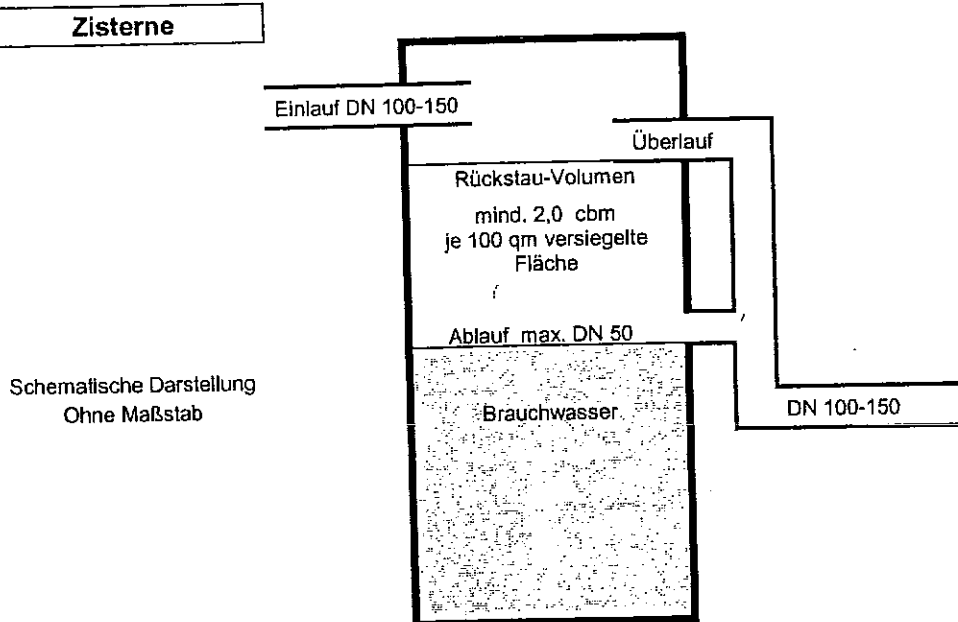 Zisterne
Einlauf DN 100-150
Überlauf
Rückstau-Volumen
mind. 2,0 cbm
je 100 qm versiegelte
Fläche
Ablauf max. DN 50
Schematische Darstellung
Ohne Maßstab
Brauchwasser
DN 100-150